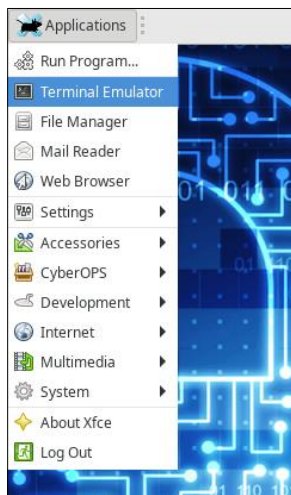 Applications
Run Program...
Terminal Emulator
File Manager
Mail Reader
Web Browser
Settings
Accessories
CyberOPS
Development
Internet
Multimedia
System
About Xfce
Log Out